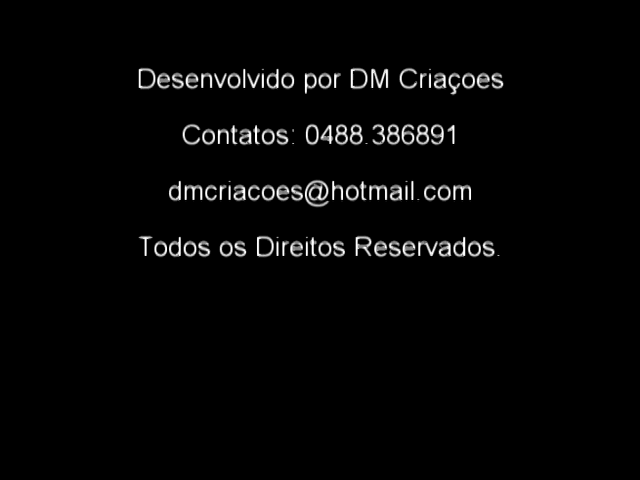 Desenvolvido por DM Criaçoes
Contatos: 0488.386891
dmcriacoes@hotmail.com
Todos os Direitos Reservados.